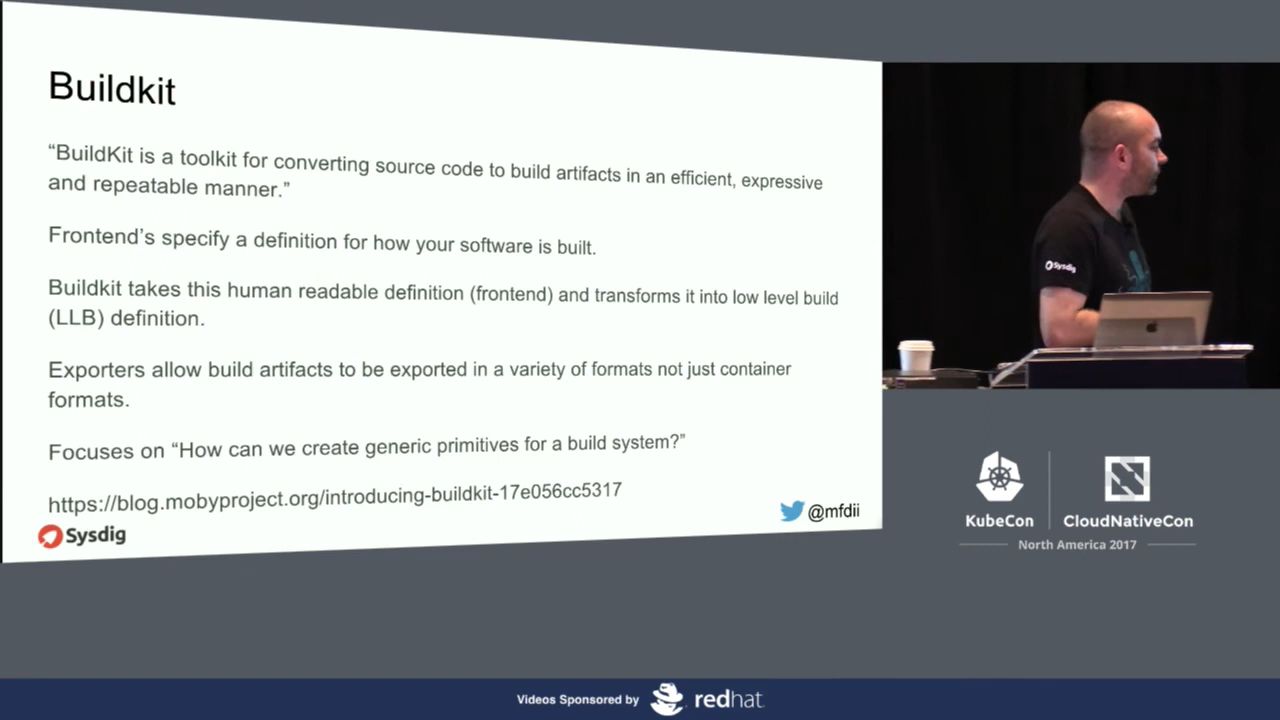 Buildkit
“BuildKit is a toolkit for converting source code to build artifacts in an efficient, expressive
and repeatable manner.”
Frontend’s specify a definition for how your software is built.
Buildkit takes this human readable definition (frontend) and transforms it into low level build
(LLB) definition.
Exporters allow build artifacts to be exported in a variety of formats not just container
formats.
Focuses on “How can we create generic primitives for a build system?”
https://blog.mobyproject.org/introducing-buildkit-17e056cc5317
@mfdii
Sysdig
Sysdig
KubeCon
CloudNativeCon
North America 2017
Videos Sponsored by
redhat